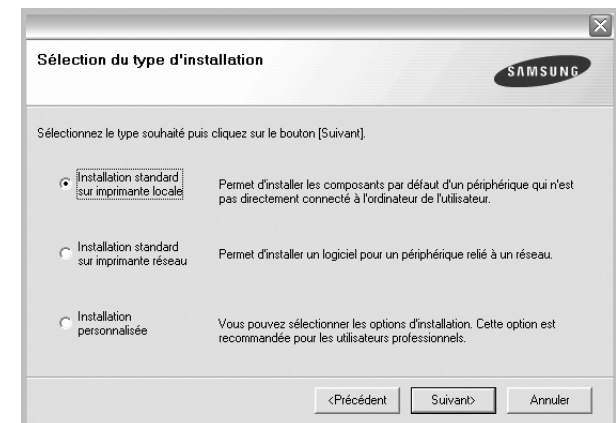 Sélection du type d'installation
SAMSUNG
Sélectionnez le type souhaité puis cliquez sur le bouton [Suivant].
Installation standard
sur imprimante locale
Permet d'installer les composants par défaut d'un périphérique qui n'est
pas directement connecté à l'ordinateur de l'utilisateur.
Installation standard
sur imprimante réseau
Permet d'installer un logiciel pour un périphérique relié à un réseau.
Installation
personnalisée
Vous pouvez sélectionner les options d'installation. Cette option est
recommandée pour les utilisateurs professionnels.
<Précédent Suivant> Annuler